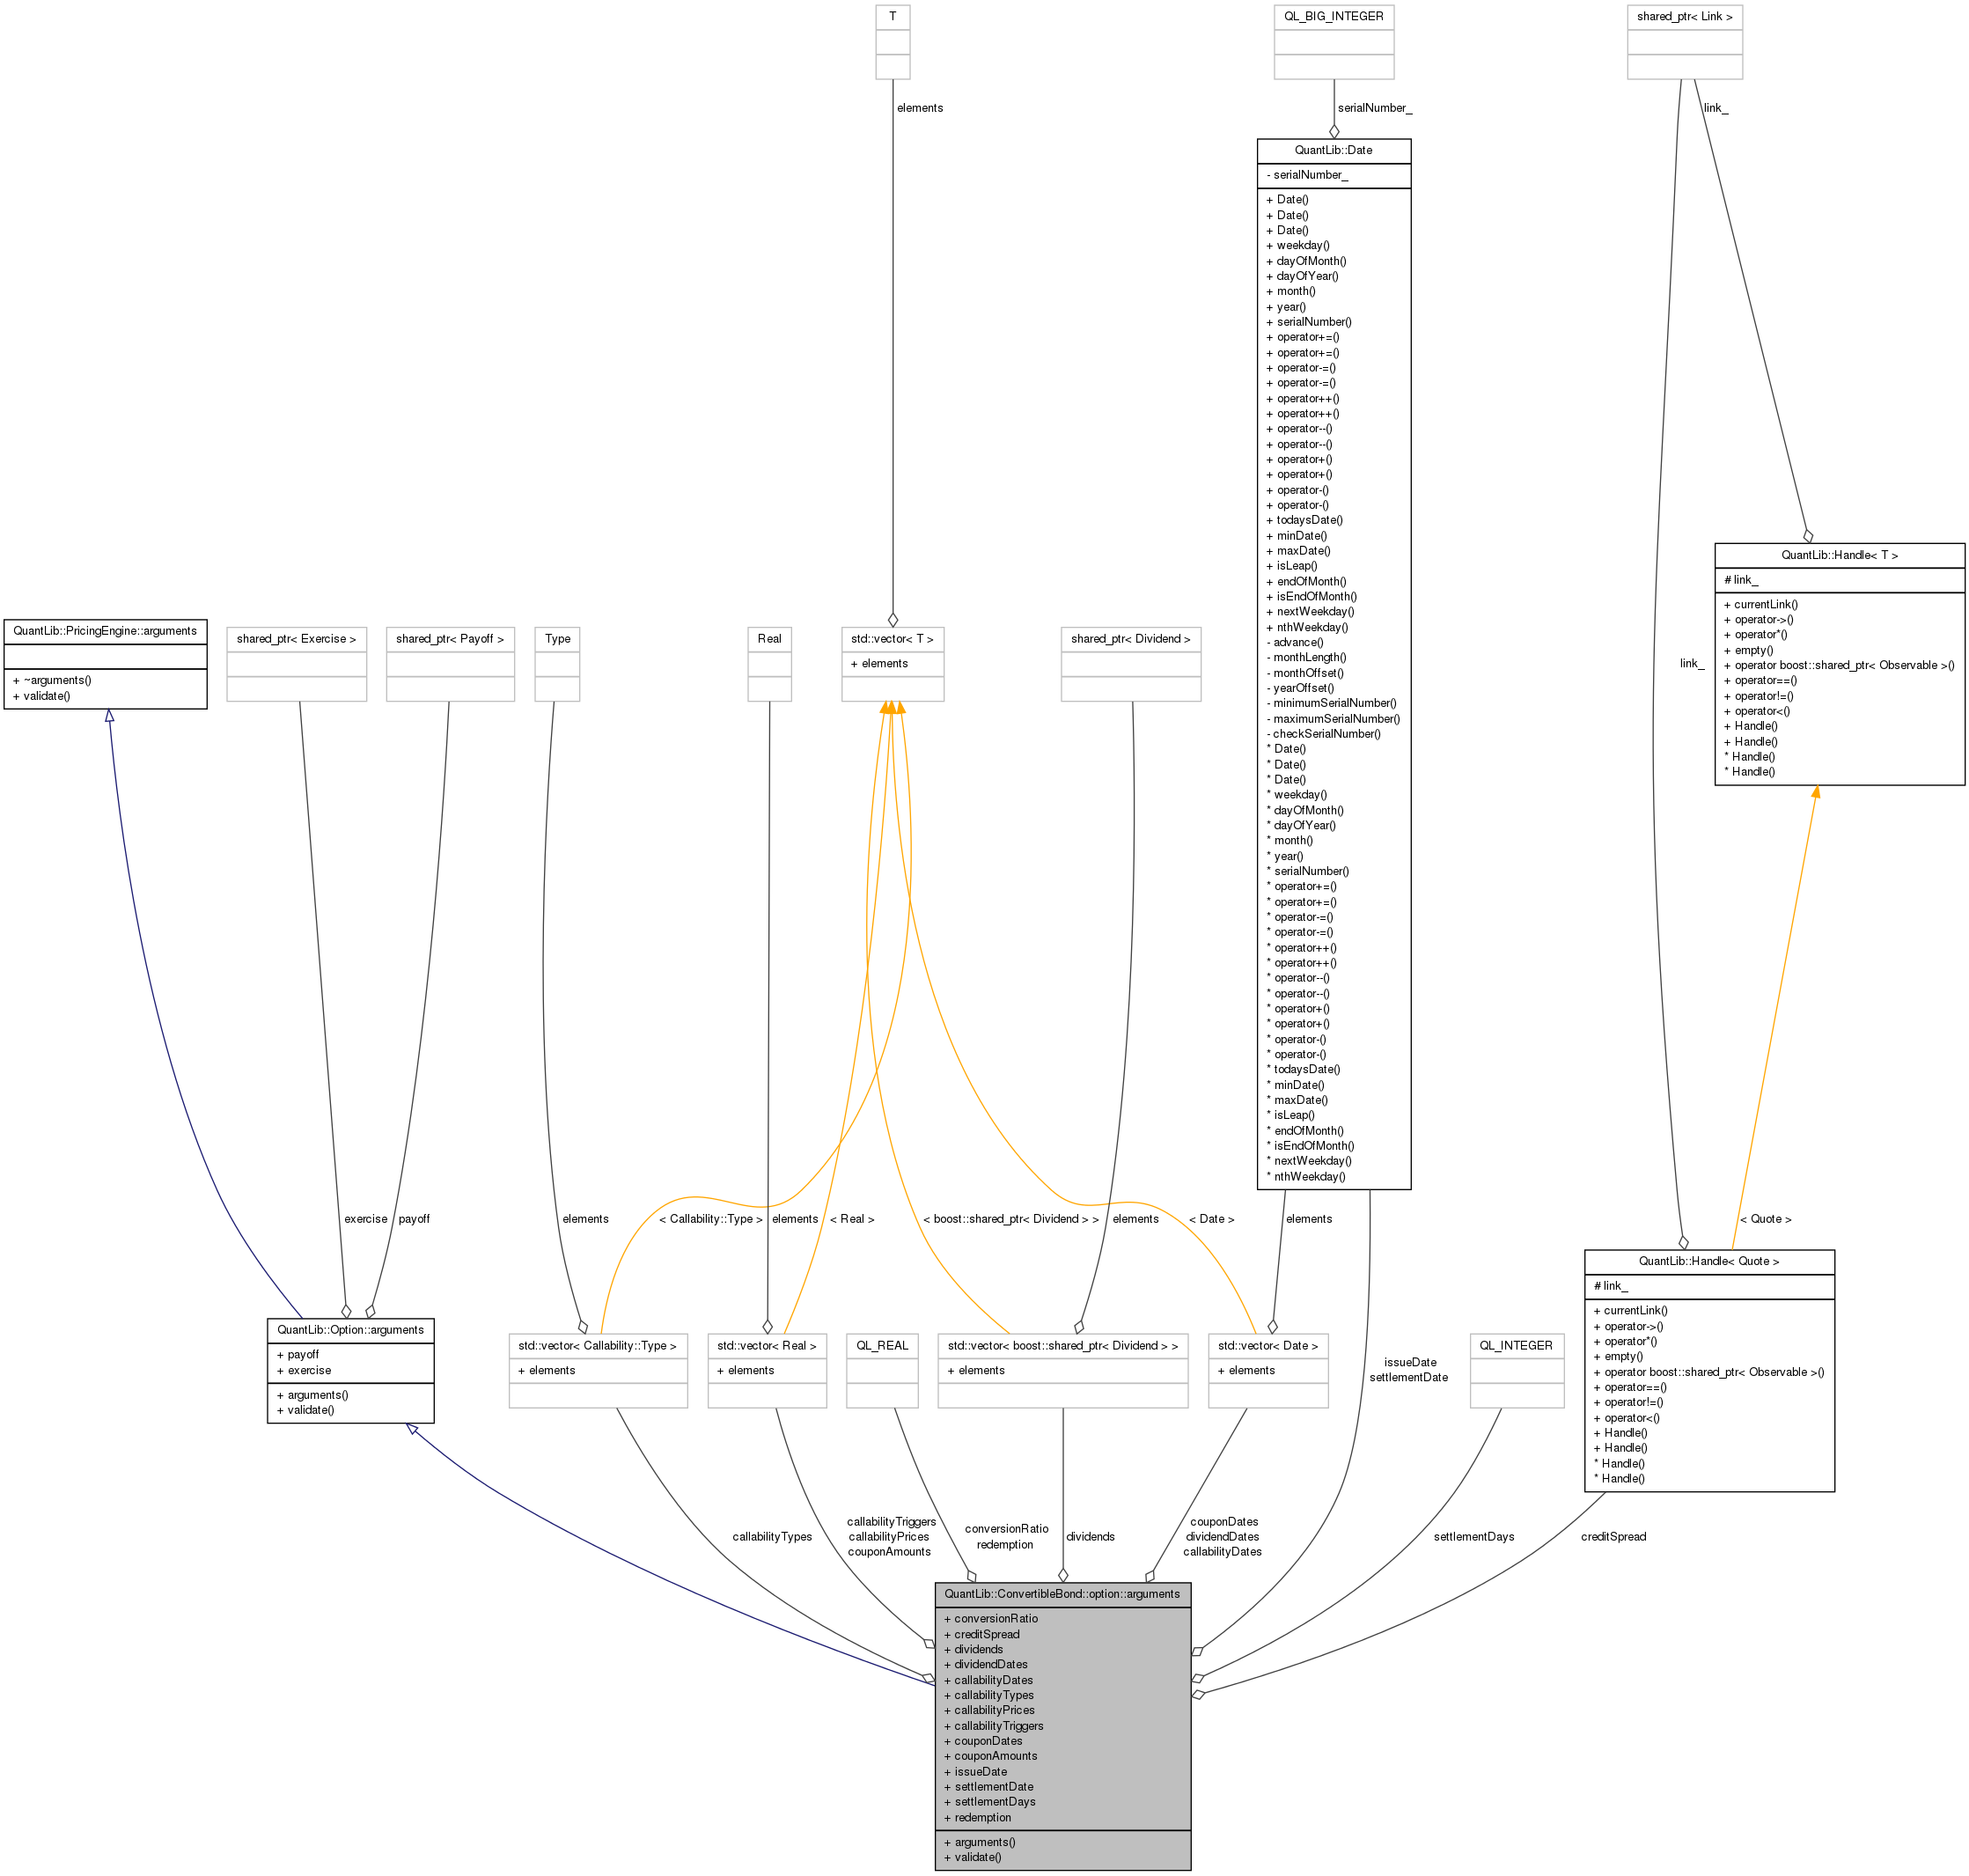 T
QL_BIG_INTEGER
shared_ptr< Link >
elements
serialNumber_
link_
QuantLib::Date
- serialNumber_
+ Date()
+ Date()
+ Date()
+ weekday()
+ dayOfMonth()
+ dayOfYear()
+ month()
+ year()
+ serialNumber()
+ operator+=()
+ operator+=()
+ operator-=()
+ operator-=()
+ operator++()
+ operator++()
+ operator--()
+ operator--()
+ operator+()
+ operator+()
+ operator-()
+ operator-()
+ todaysDate()
+ minDate()
+ maxDate()
+ isLeap()
+ endOfMonth()
+ isEndOfMonth()
+ nextWeekday()
+ nthWeekday()
- advance()
- monthLength()
- monthOffset()
- yearOffset()
- minimumSerialNumber()
- maximumSerialNumber()
- checkSerialNumber()
* Date()
* Date()
* Date()
* weekday()
* dayOfMonth()
* dayOfYear()
* month()
* year()
* serialNumber()
* operator+=()
* operator+=()
* operator-=()
* operator-=()
* operator++()
* operator++()
* operator--()
* operator--()
* operator+()
* operator+()
* operator-()
* operator-()
* todaysDate()
* minDate()
* maxDate()
* isLeap()
* endOfMonth()
* isEndOfMonth()
* nextWeekday()
* nthWeekday()
QuantLib::Handle< T >
# link_
+ currentLink()
+ operator->()
+ operator*()
+ empty()
+ operator boost::shared_ptr< Observable >()
+ operator==()
+ operator!=()
+ operator<()
+ Handle()
+ Handle()
* Handle()
* Handle()
QuantLib::PricingEngine::arguments
+ ~arguments()
+ validate()
shared_ptr< Exercise >
shared_ptr< Payoff >
Type
Real
std::vector< T >
+ elements
shared_ptr< Dividend >
link_
exercise
payoff
elements
< Callability::Type >
elements
< Real >
< boost::shared_ptr< Dividend > >
elements
< Date >
elements
< Quote >
QuantLib::Option::arguments
+ payoff
+ exercise
+ arguments()
+ validate()
std::vector< Callability::Type >
+ elements
std::vector< Real >
+ elements
QL_REAL
std::vector< boost::shared_ptr< Dividend > >
+ elements
std::vector< Date >
+ elements
issueDate
settlementDate
QL_INTEGER
QuantLib::Handle< Quote >
# link_
+ currentLink()
+ operator->()
+ operator*()
+ empty()
+ operator boost::shared_ptr< Observable >()
+ operator==()
+ operator!=()
+ operator<()
+ Handle()
+ Handle()
* Handle()
* Handle()
callabilityTypes
callabilityTriggers
callabilityPrices
couponAmounts
conversionRatio
redemption
dividends
couponDates
dividendDates
callabilityDates
settlementDays
creditSpread
QuantLib::ConvertibleBond::option::arguments
+ conversionRatio
+ creditSpread
+ dividends
+ dividendDates
+ callabilityDates
+ callabilityTypes
+ callabilityPrices
+ callabilityTriggers
+ couponDates
+ couponAmounts
+ issueDate
+ settlementDate
+ settlementDays
+ redemption
+ arguments()
+ validate()